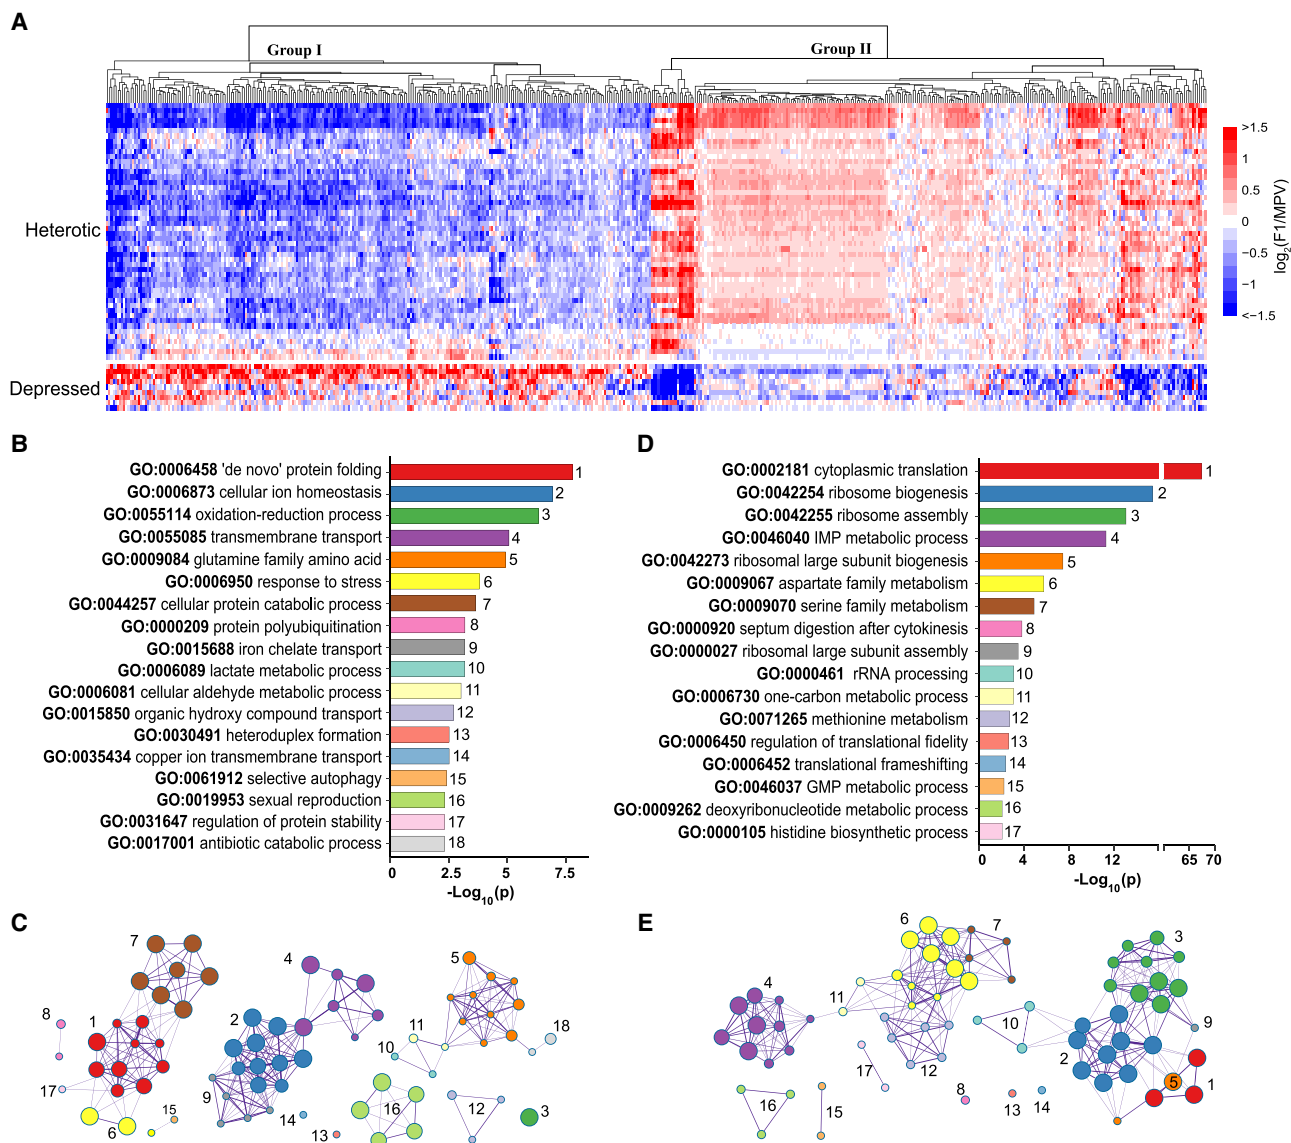 A
Group I
Group II
Heterotic
Depressed
>1.5
1
0.5
0
−0.5
−1
<−1.5
log2(F1/MPV)
B
GO:0006458 'de novo' protein folding 1
GO:0006873 cellular ion homeostasis 2
GO:0055114 oxidation-reduction process 3
GO:0055085 transmembrane transport 4
GO:0009084 glutamine family amino acid 5
GO:0006950 response to stress 6
GO:0044257 cellular protein catabolic process 7
GO:0000209 protein polyubiquitination 8
GO:0015688 iron chelate transport 9
GO:0006089 lactate metabolic process 10
GO:0006081 cellular aldehyde metabolic process 11
GO:0015850 organic hydroxy compound transport 12
GO:0030491 heteroduplex formation 13
GO:0035434 copper ion transmembrane transport 14
GO:0061912 selective autophagy 15
GO:0019953 sexual reproduction 16
GO:0031647 regulation of protein stability 17
GO:0017001 antibiotic catabolic process 18
0 2.5 5 7.5
-Log10(p)
D
GO:0002181 cytoplasmic translation 1
GO:0042254 ribosome biogenesis 2
GO:0042255 ribosome assembly 3
GO:0046040 IMP metabolic process 4
GO:0042273 ribosomal large subunit biogenesis 5
GO:0009067 aspartate family metabolism 6
GO:0009070 serine family metabolism 7
GO:0000920 septum digestion after cytokinesis 8
GO:0000027 ribosomal large subunit assembly 9
GO:0000461 rRNA processing 10
GO:0006730 one-carbon metabolic process 11
GO:0071265 methionine metabolism 12
GO:0006450 regulation of translational fidelity 13
GO:0006452 translational frameshifting 14
GO:0046037 GMP metabolic process 15
GO:0009262 deoxyribonucleotide metabolic process 16
GO:0000105 histidine biosynthetic process 17
0 4 8 12 65 70
-Log10(p)
C
7
4
5
8
1
2
11
18
10
17
9
16
12
3
15
14
6
13
E
6
7
3
4
11
10
9
2
17
12
5
1
8
13
14
16
15